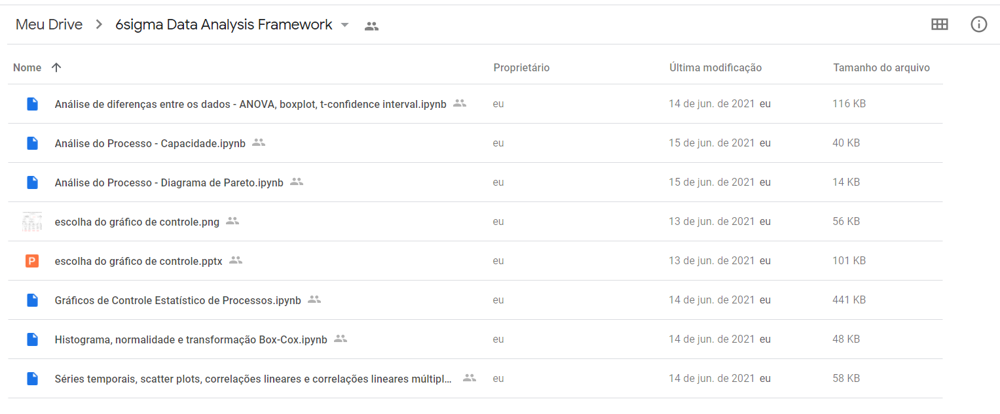 Meu Drive > 6sigma Data Analysis Framework
Nome Proprietário Última modificação Tamanho do arquivo
Análise de diferenças entre os dados - ANOVA, boxplot, t-confidence interval.ipynb eu 14 de jun. de 2021 eu 116 KB
Análise do Processo - Capacidade.ipynb eu 15 de jun. de 2021 eu 40 KB
Análise do Processo - Diagrama de Pareto.ipynb eu 15 de jun. de 2021 eu 14 KB
escolha do gráfico de controle.png eu 13 de jun. de 2021 eu 56 KB
P escolha do gráfico de controle.pptx eu 13 de jun. de 2021 eu 101 KB
Gráficos de Controle Estatístico de Processos.ipynb eu 14 de jun. de 2021 eu 441 KB
Histograma, normalidade e transformação Box-Cox.ipynb eu 14 de jun. de 2021 eu 48 KB
Séries temporais, scatter plots, correlações lineares e correlações lineares múltipl... eu 14 de jun. de 2021 eu 58 KB